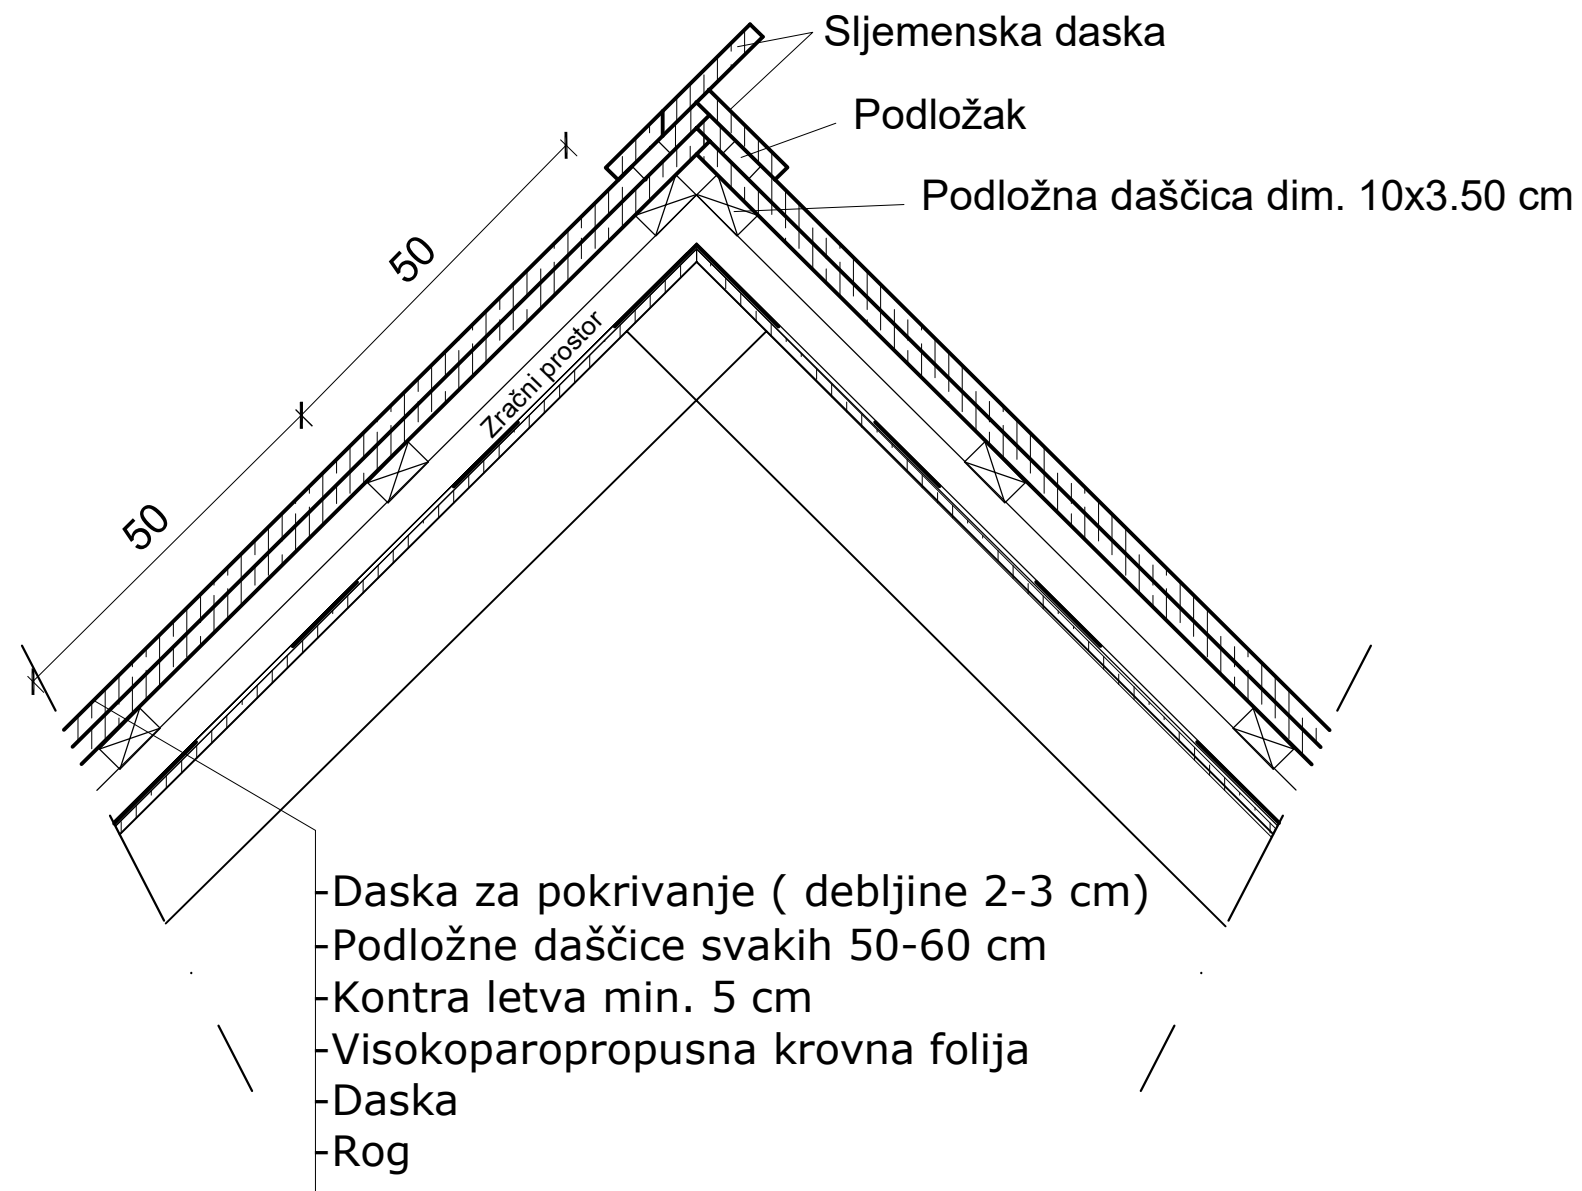 Sljemenska daska
Podložak
Podložna daščica dim. 10x3.50 cm
50
Zračni prostor
50
-Daska za pokrivanje ( debljine 2-3 cm)
-Podložne daščice svakih 50-60 cm
-Kontra letva min. 5 cm
-Visokoparopropusna krovna folija
-Daska
-Rog